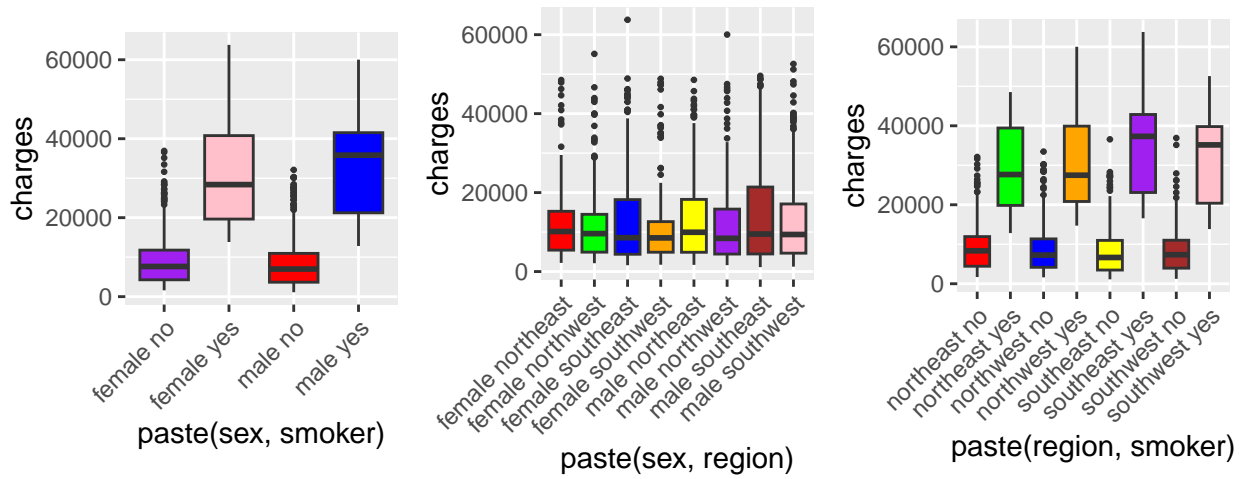 60000
40000
20000
0
charges
female no
female yes
male no
male yes
paste(sex, smoker)
60000
40000
20000
0
charges
female northeast
female northwest
female southeast
female southwest
male northeast
male northwest
male southeast
male southwest
paste(sex, region)
60000
40000
20000
0
charges
northeast no
northeast yes
northwest no
northwest yes
southeast no
southeast yes
southwest no
southwest yes
paste(region, smoker)